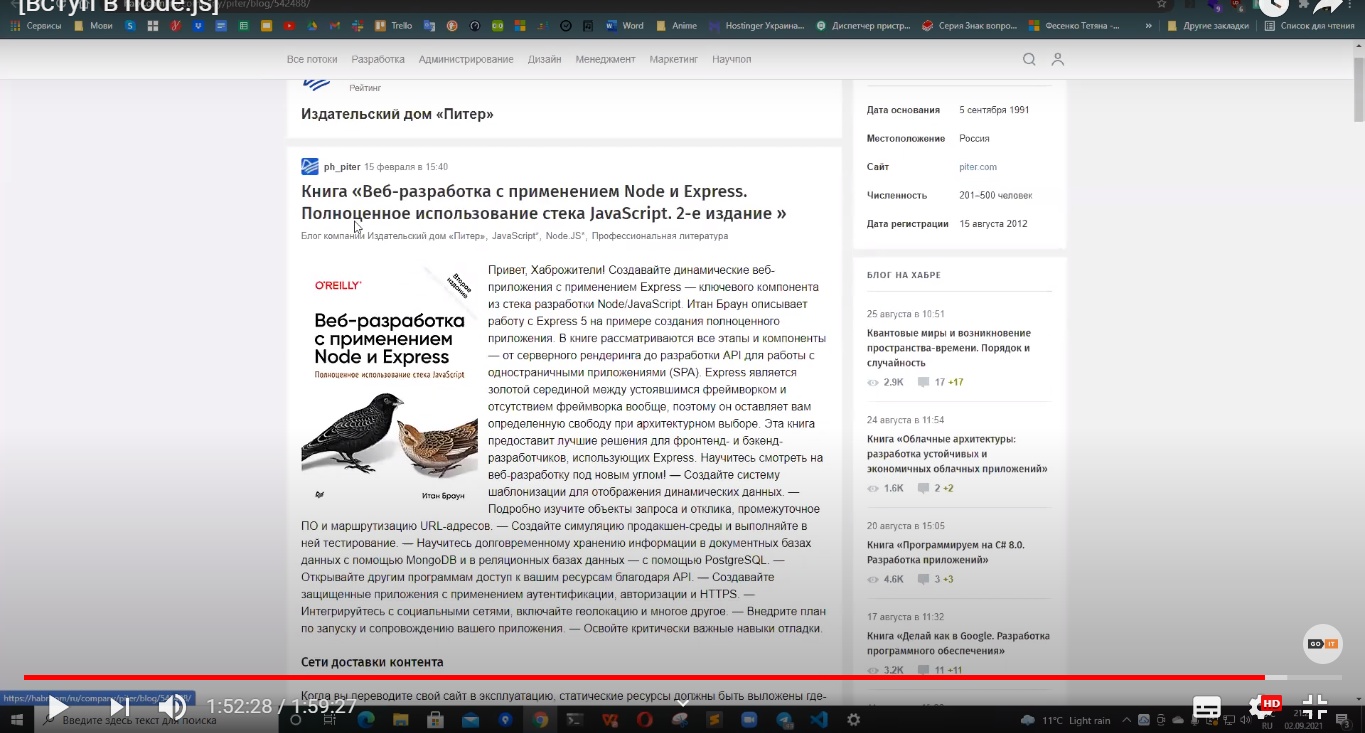 [ВСТУП В node.js]
/piter/blog/542488/
Сервисы
Мови
Trello
Word
Anime
Hostinger Украина...
Диспетчер пристр...
Серия Знак вопро...
Фесенко Тетяна -...
»
Другие закладки
Список для чтения
Все потоки Разработка Администрирование Дизайн Менеджмент Маркетинг Научпоп
Рейтинг
Издательский дом «Питер»
ph_piter 15 февраля в 15:40
Книга «Веб-разработка с применением Node и Express.
Полноценное использование стека JavaScript. 2-е издание »
Блог компании Издательский дом «Питер», JavaScript*, Node.JS*, Профессиональная литература
O'REILLY®
Второе
издание
Веб-разработка
с применением
Node и Express
Полноценное использование стека JavaScript
Итан Браун
Привет, Хаброжители! Создавайте динамические веб-
приложения с применением Express — ключевого компонента
из стека разработки Node/JavaScript. Итан Браун описывает
работу с Express 5 на примере создания полноценного
приложения. В книге рассматриваются все этапы и компоненты
— от серверного рендеринга до разработки API для работы с
одностраничными приложениями (SPA). Express является
золотой серединой между устоявшимся фреймворком и
отсутствием фреймворка вообще, поэтому он оставляет вам
определенную свободу при архитектурном выборе. Эта книга
предоставит лучшие решения для фронтенд- и бэкенд-
разработчиков, использующих Express. Научитесь смотреть на
веб-разработку под новым углом! — Создайте систему
шаблонизации для отображения динамических данных. —
Подробно изучите объекты запроса и отклика, промежуточное
ПО и маршрутизацию URL-адресов. — Создайте симуляцию продакшен-среды и выполняйте в
ней тестирование. — Научитесь долговременному хранению информации в документных базах
данных с помощью MongoDB и в реляционных базах данных — с помощью PostgreSQL. —
Открывайте другим программам доступ к вашим ресурсам благодаря API. — Создавайте
защищенные приложения с применением аутентификации, авторизации и HTTPS. —
Интегрируйтесь с социальными сетями, включайте геолокацию и многое другое. — Внедрите план
по запуску и сопровождению вашего приложения. — Освойте критически важные навыки отладки.
Сети доставки контента
Когда вы переводите свой сайт в эксплуатацию, статические ресурсы должны быть выложены где-
Дата основания 5 сентября 1991
Местоположение Россия
Сайт piter.com
Численность 201–500 человек
Дата регистрации 15 августа 2012
БЛОГ НА ХАБРЕ
25 августа в 10:51
Квантовые миры и возникновение
пространства-времени. Порядок и
случайность
2.9K 17 +17
24 августа в 11:54
Книга «Облачные архитектуры:
разработка устойчивых и
экономичных облачных приложений»
1.6K 2 +2
20 августа в 15:05
Книга «Программируем на C# 8.0.
Разработка приложений»
4.6K 3 +3
17 августа в 11:32
Книга «Делай как в Google. Разработка
программного обеспечения»
3.2K 11 +11
GO IT
https://habr.com/ru/company/piter/blog/542488/
1:52:28 / 1:59:27
HD
Введите здесь текст для поиска
11°C Light rain
RU
02.09.2021